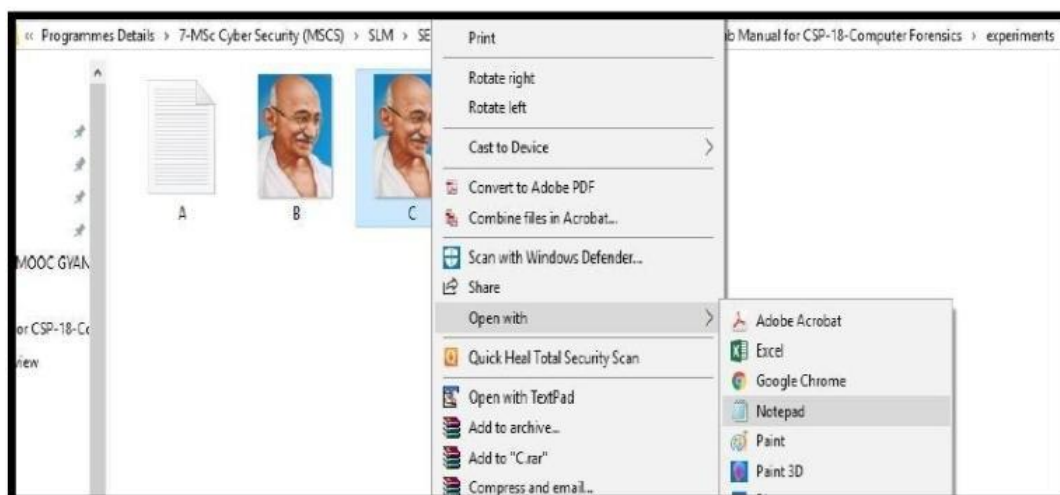 « Programmes Details › 7-MSc Cyber Security (MSCS) › SLM › SE
b Manual for CSP-18-Computer Forensics › experiments
A
B
C
MOOC GYAN
or CSP-18-Co
iew
Print
Rotate right
Rotate left
Cast to Device
Convert to Adobe PDF
Combine files in Acrobat...
Scan with Windows Defender...
Share
Open with
Quick Heal Total Security Scan
Open with TextPad
Add to archive...
Add to "C.rar"
Compress and email...
Adobe Acrobat
Excel
Google Chrome
Notepad
Paint
Paint 3D